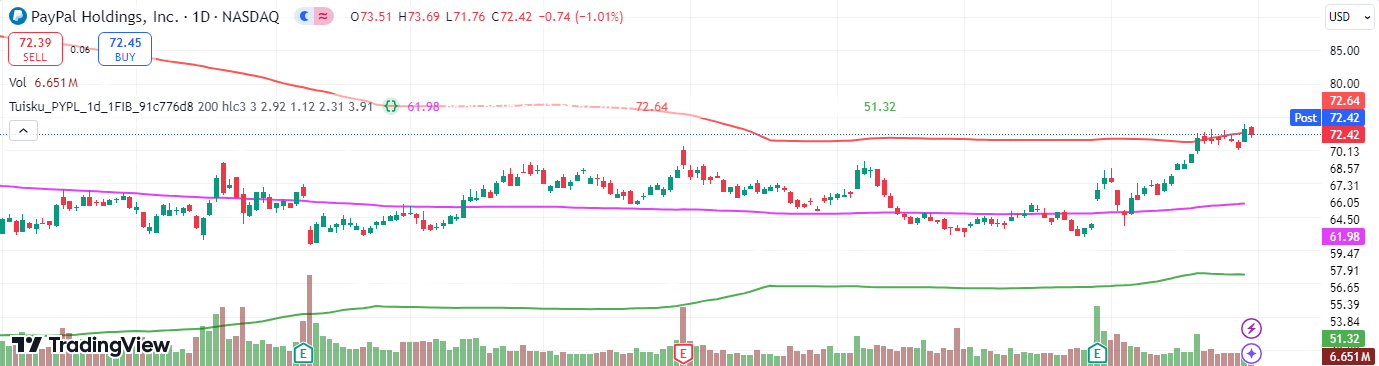 PayPal Holdings, Inc. · 1D · NASDAQ O73.51 H73.69 L71.76 C72.42 −0.74 (−1.01%)
USD
72.39 SELL
0.06
72.45 BUY
Vol 6.651M
Tuisku_PYPL_1d_1FIB_91c776d8 200 hlc3 3 2.92 1.12 2.31 3.91 {} 61.98 72.64 51.32
85.00
80.00
72.64
Post 72.42
72.42
70.13
68.57
67.31
66.05
64.50
61.98
59.47
57.91
56.65
55.39
53.84
51.32
6.651M
E
E
E
TradingView